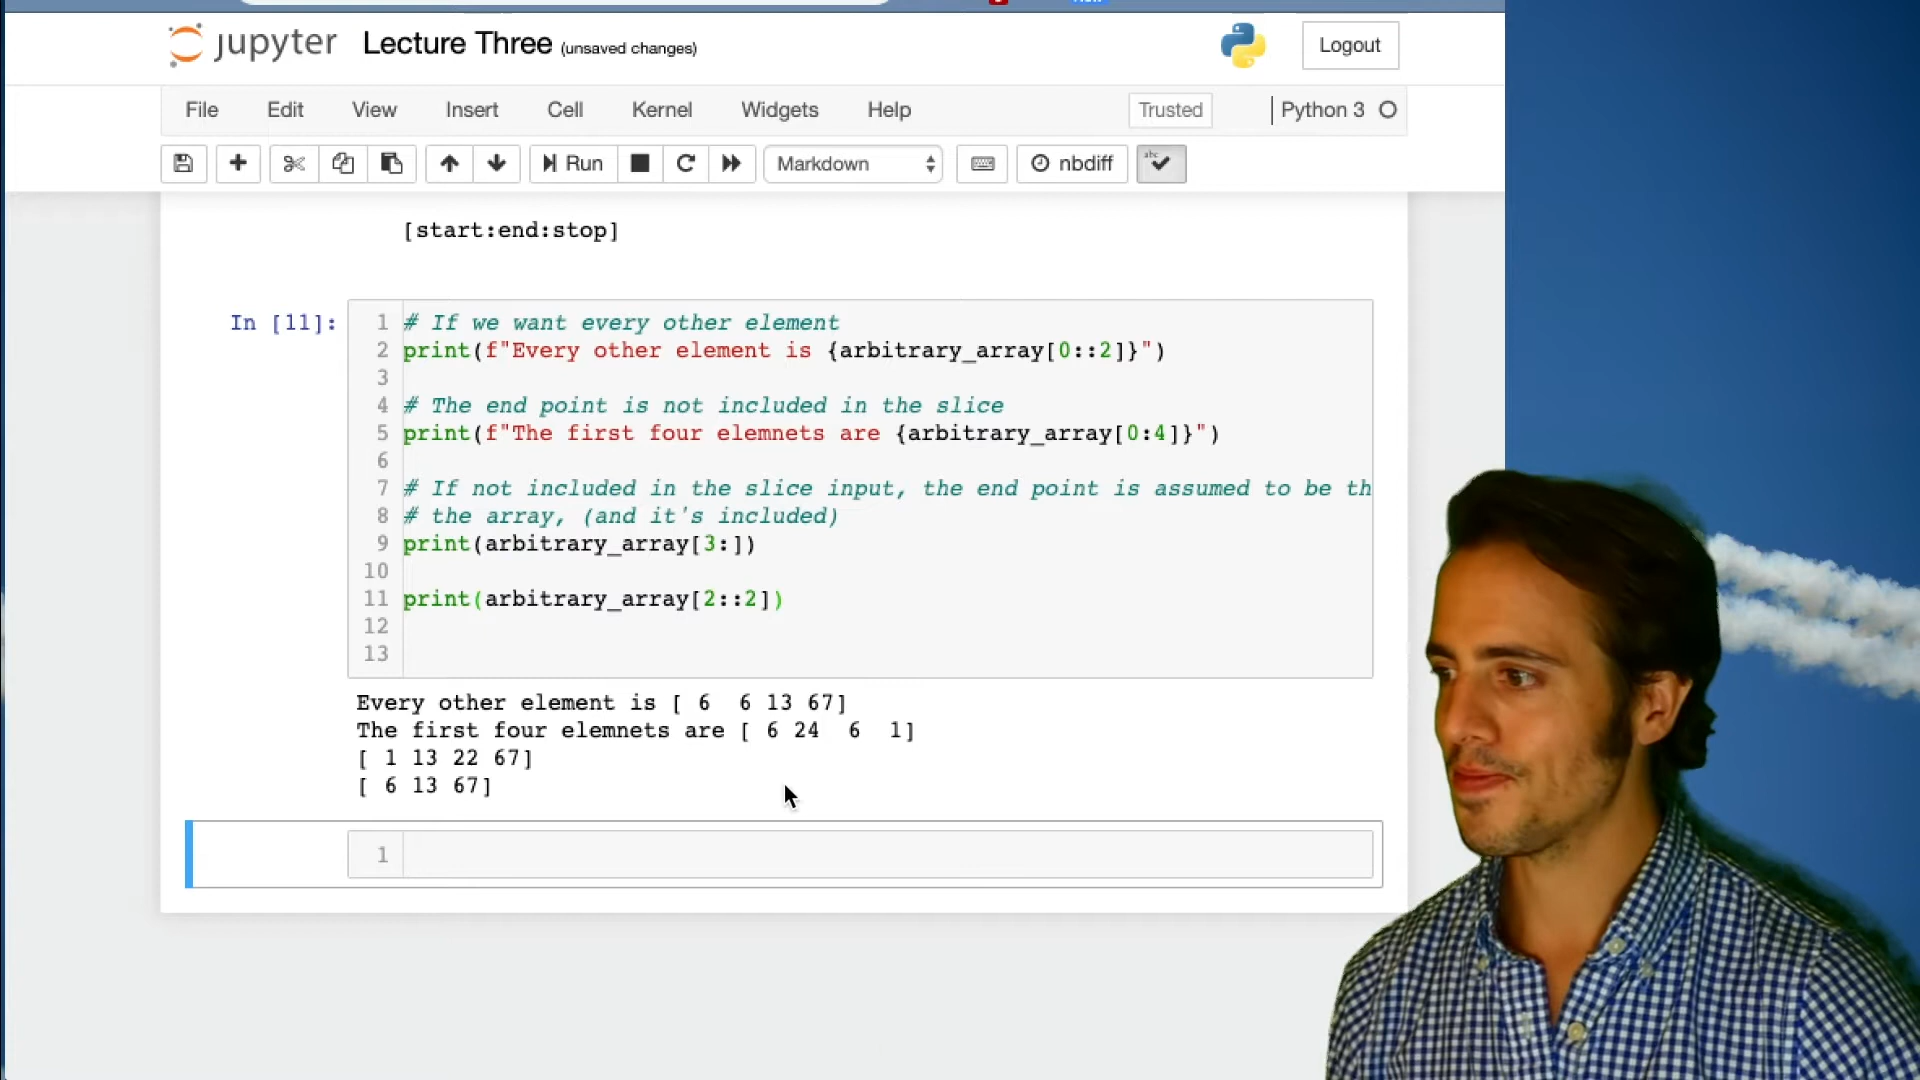 jupyter Lecture Three (unsaved changes)
Logout
File Edit View Insert Cell Kernel Widgets Help Trusted Python 3
Run Markdown nbdiff abc
[start:end:stop]
In [11]:
1 # If we want every other element
2 print(f"Every other element is {arbitrary_array[0::2]}")
3
4 # The end point is not included in the slice
5 print(f"The first four elemnets are {arbitrary_array[0:4]}")
6
7 # If not included in the slice input, the end point is assumed to be th
8 # the array, (and it's included)
9 print(arbitrary_array[3:])
10
11 print(arbitrary_array[2::2])
12
13
Every other element is [ 6  6 13 67]
The first four elemnets are [ 6 24  6  1]
[ 1 13 22 67]
[ 6 13 67]
1